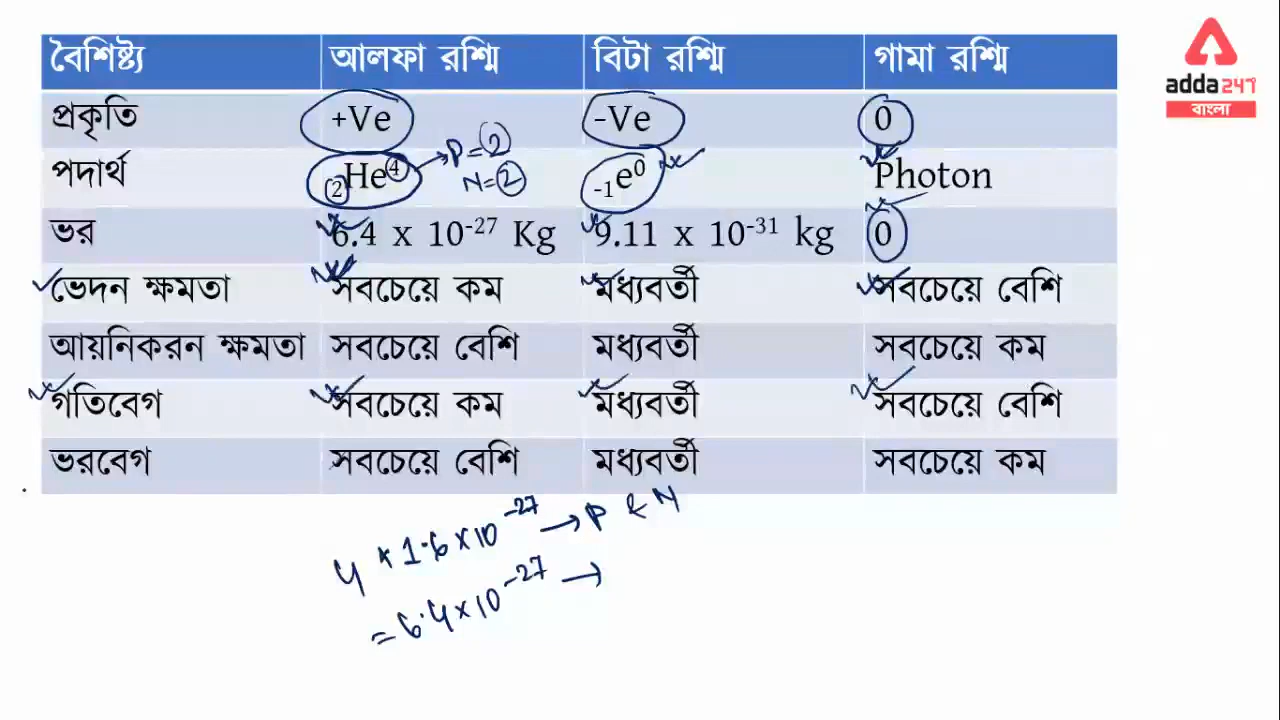 বৈশিষ্ট্য আলফা রশ্মি বিটা রশ্মি গামা রশ্মি
adda247
বাংলা
প্রকৃতি +Ve -Ve 0
P = 2
পদার্থ ₂He⁴ ₋₁e⁰ Photon
N = 2
ভর 6.4 x 10⁻²⁷ Kg 9.11 x 10⁻³¹ kg 0
ভেদন ক্ষমতা সবচেয়ে কম মধ্যবর্তী সবচেয়ে বেশি
আয়নিকরন ক্ষমতা সবচেয়ে বেশি মধ্যবর্তী সবচেয়ে কম
গতিবেগ সবচেয়ে কম মধ্যবর্তী সবচেয়ে বেশি
ভরবেগ সবচেয়ে বেশি মধ্যবর্তী সবচেয়ে কম
4 * 1.6 x 10⁻²⁷ → P & N
= 6.4 x 10⁻²⁷ →